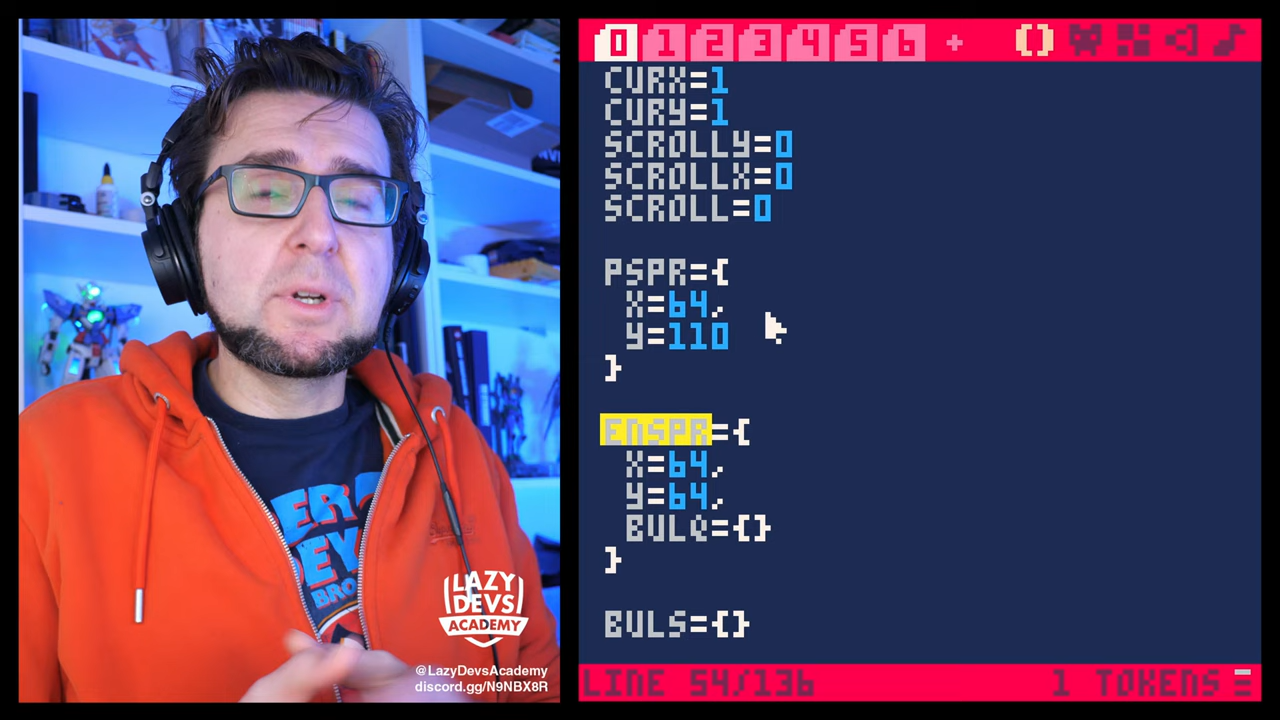 LAZY
DEVS
ACADEMY
@LazyDevsAcademy
discord.gg/N9NBX8R
0 1 2 3 4 5 6 + {}
CURX=1
CURY=1
SCROLLY=0
SCROLLX=0
SCROLL=0
PSPR={
X=64,
Y=110
}
ENSPR={
X=64,
Y=64,
BULQ={}
}
BULS={}
LINE 54/136
1 TOKENS